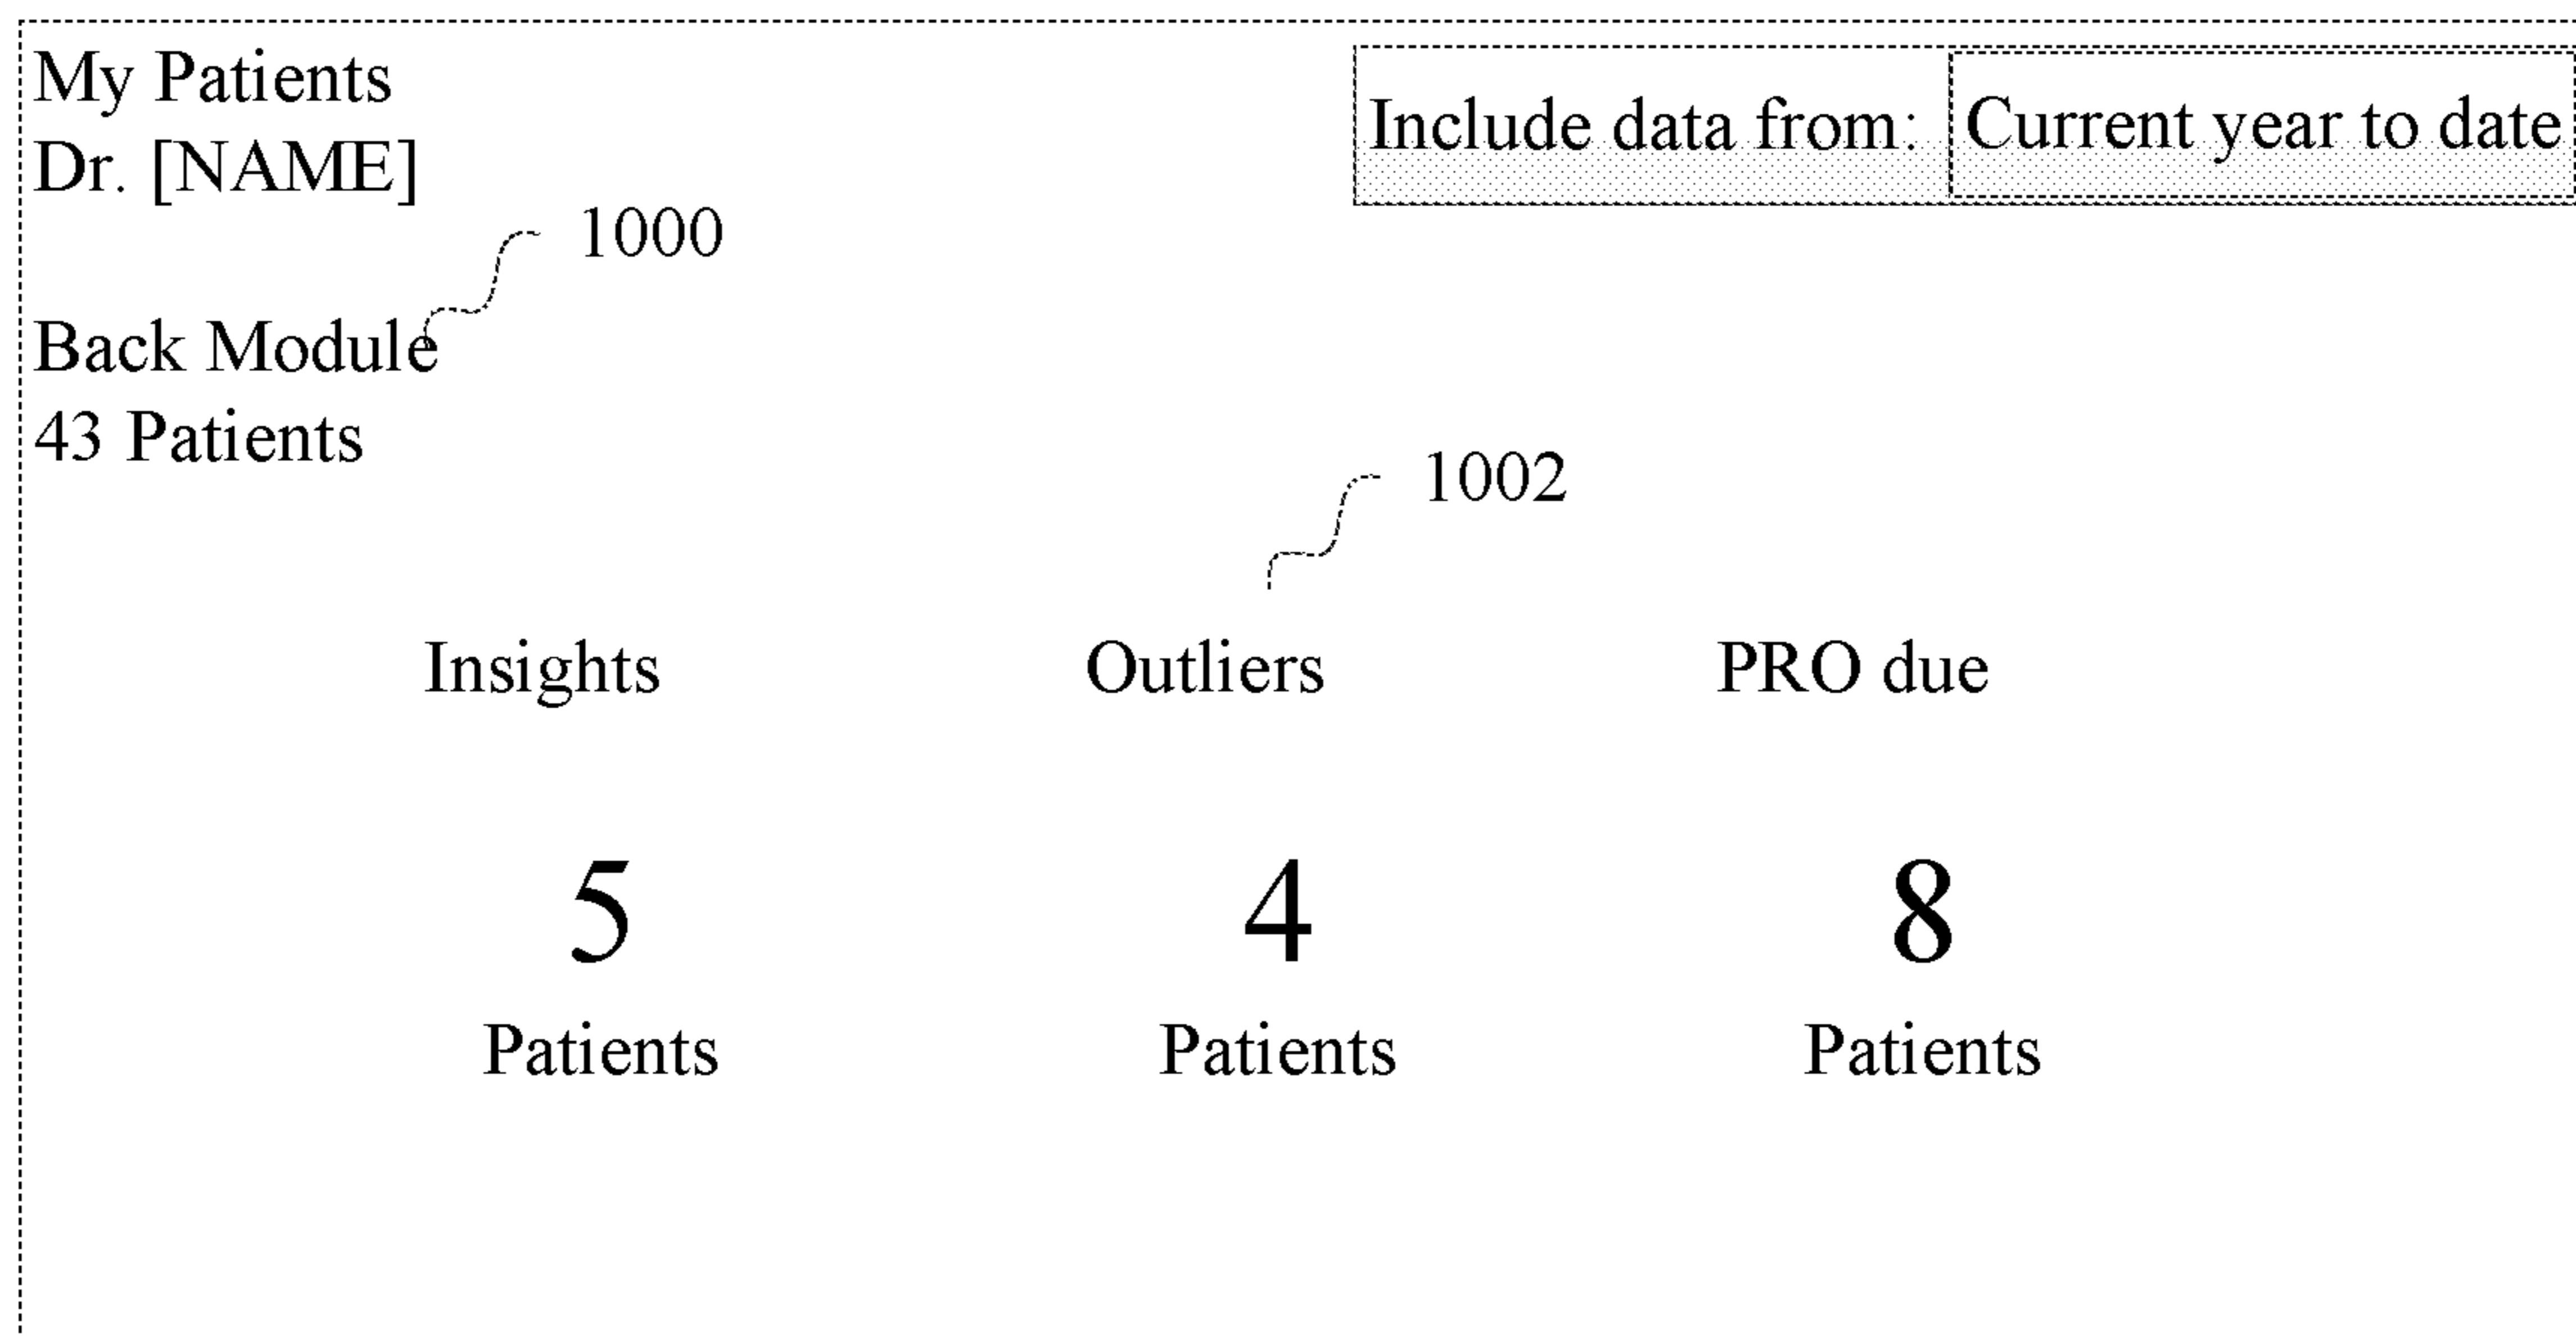 My Patients
Dr. [NAME]
Include data from: Current year to date
1000
Back Module
43 Patients
1002
Insights Outliers PRO due
5 4 8
Patients Patients Patients